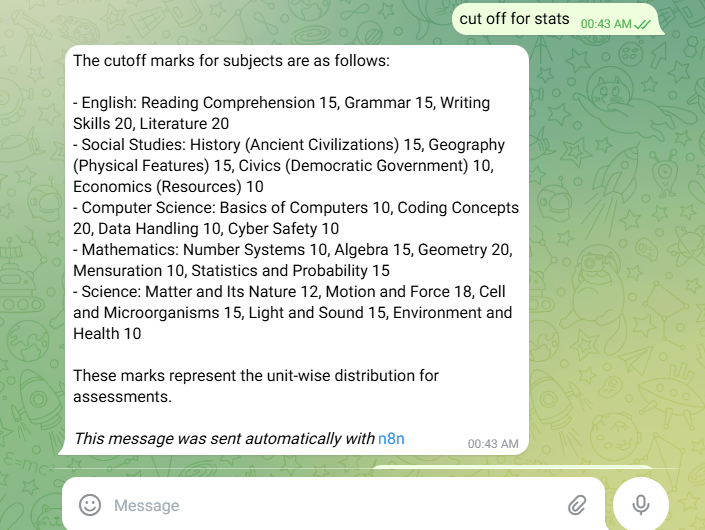 cut off for stats 00:43 AM
The cutoff marks for subjects are as follows:
- English: Reading Comprehension 15, Grammar 15, Writing
Skills 20, Literature 20
- Social Studies: History (Ancient Civilizations) 15, Geography
(Physical Features) 15, Civics (Democratic Government) 10,
Economics (Resources) 10
- Computer Science: Basics of Computers 10, Coding Concepts
20, Data Handling 10, Cyber Safety 10
- Mathematics: Number Systems 10, Algebra 15, Geometry 20,
Mensuration 10, Statistics and Probability 15
- Science: Matter and Its Nature 12, Motion and Force 18, Cell
and Microorganisms 15, Light and Sound 15, Environment and
Health 10
These marks represent the unit-wise distribution for
assessments.
This message was sent automatically with n8n 00:43 AM
Message